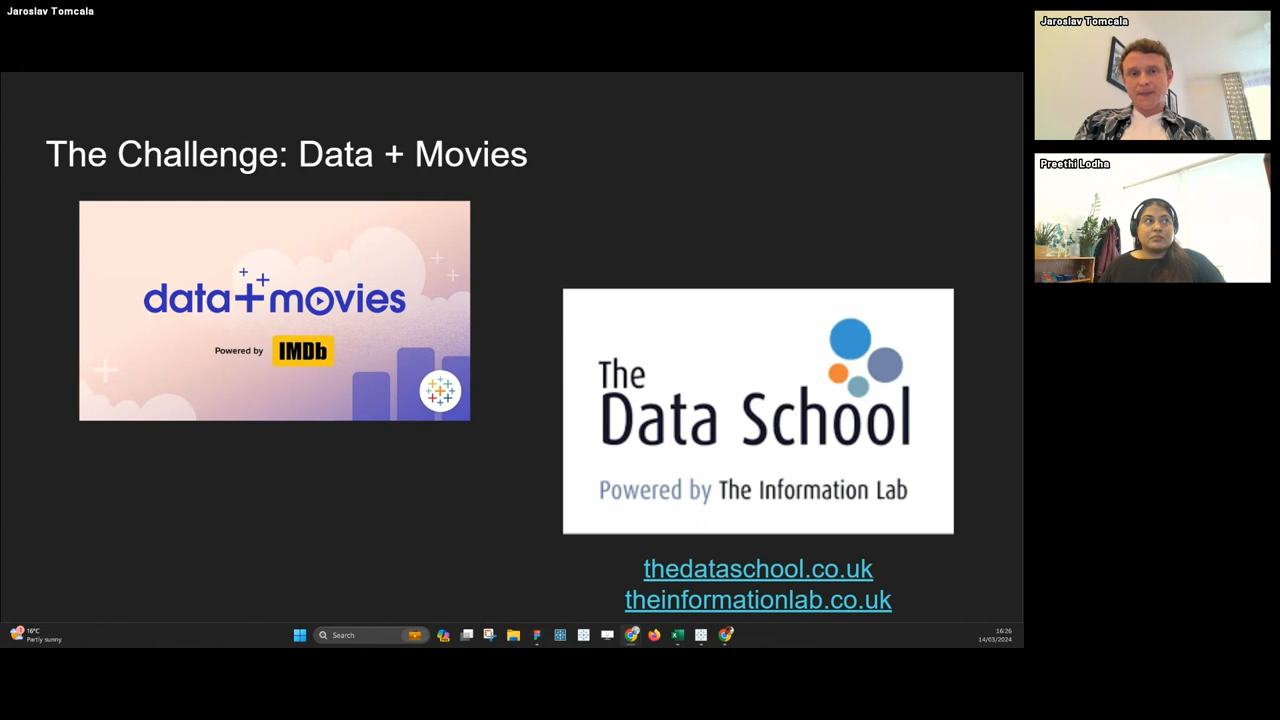 Jaroslav Tomcala
Jaroslav Tomcala
Preethi Lodha
The Challenge: Data + Movies
data+movies
Powered by IMDb
The
Data School
Powered by The Information Lab
thedataschool.co.uk
theinformationlab.co.uk
16°C
Partly sunny
Search
16:26
14/03/2024